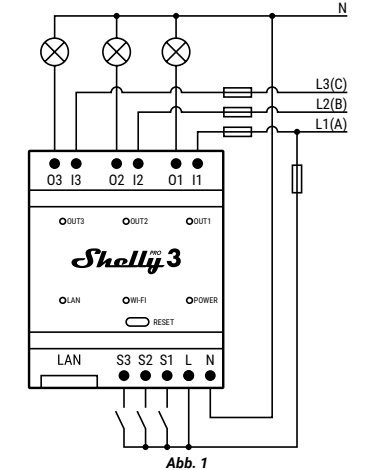 N
L3(C)
L2(B)
L1(A)
O3 I3 O2 I2 O1 I1
OUT3 OUT2 OUT1
Shelly PRO 3
LAN WI-FI POWER
RESET
LAN S3 S2 S1 L N
Abb. 1